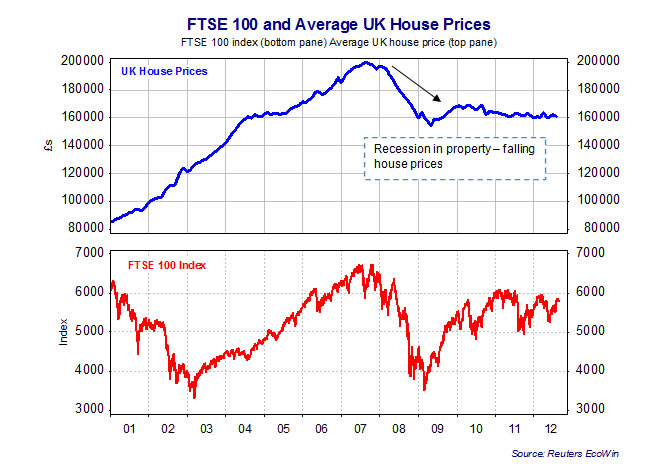 FTSE 100 and Average UK House Prices
FTSE 100 index (bottom pane) Average UK house price (top pane)
200000 200000
UK House Prices
180000 180000
160000 160000
£s
Recession in property – falling
house prices
140000 140000
120000 120000
100000 100000
80000 80000
7000 7000
FTSE 100 Index
6000 6000
Index
5000 5000
4000 4000
3000 3000
01 02 03 04 05 06 07 08 09 10 11 12
Source: Reuters EcoWin